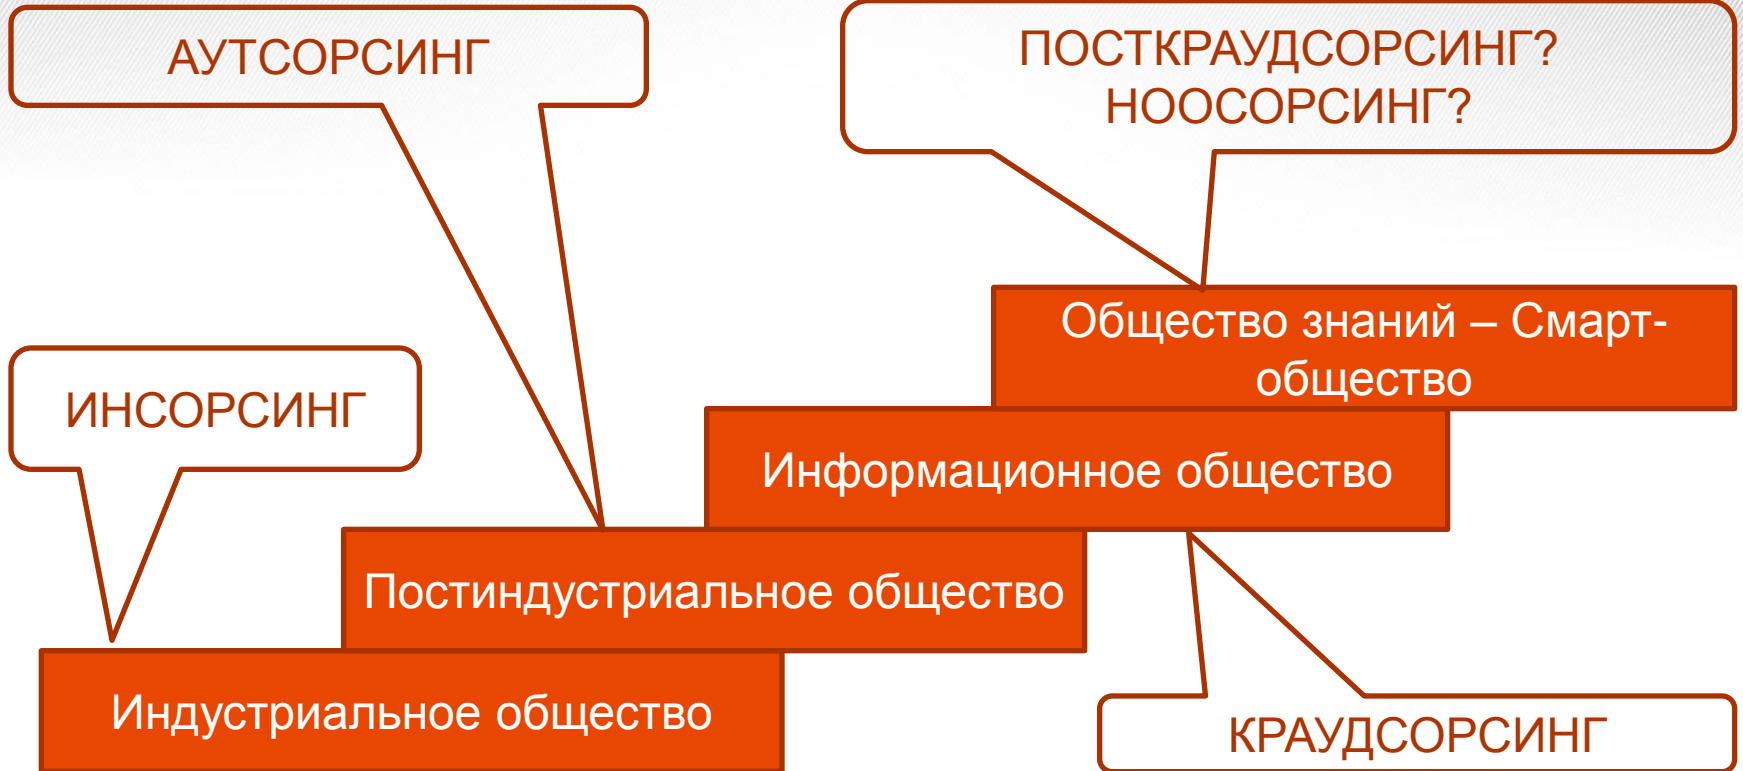 АУТСОРСИНГ
ПОСТКРАУДСОРСИНГ?
НООСОРСИНГ?
Общество знаний – Смарт-
общество
ИНСОРСИНГ
Информационное общество
Постиндустриальное общество
Индустриальное общество
КРАУДСОРСИНГ